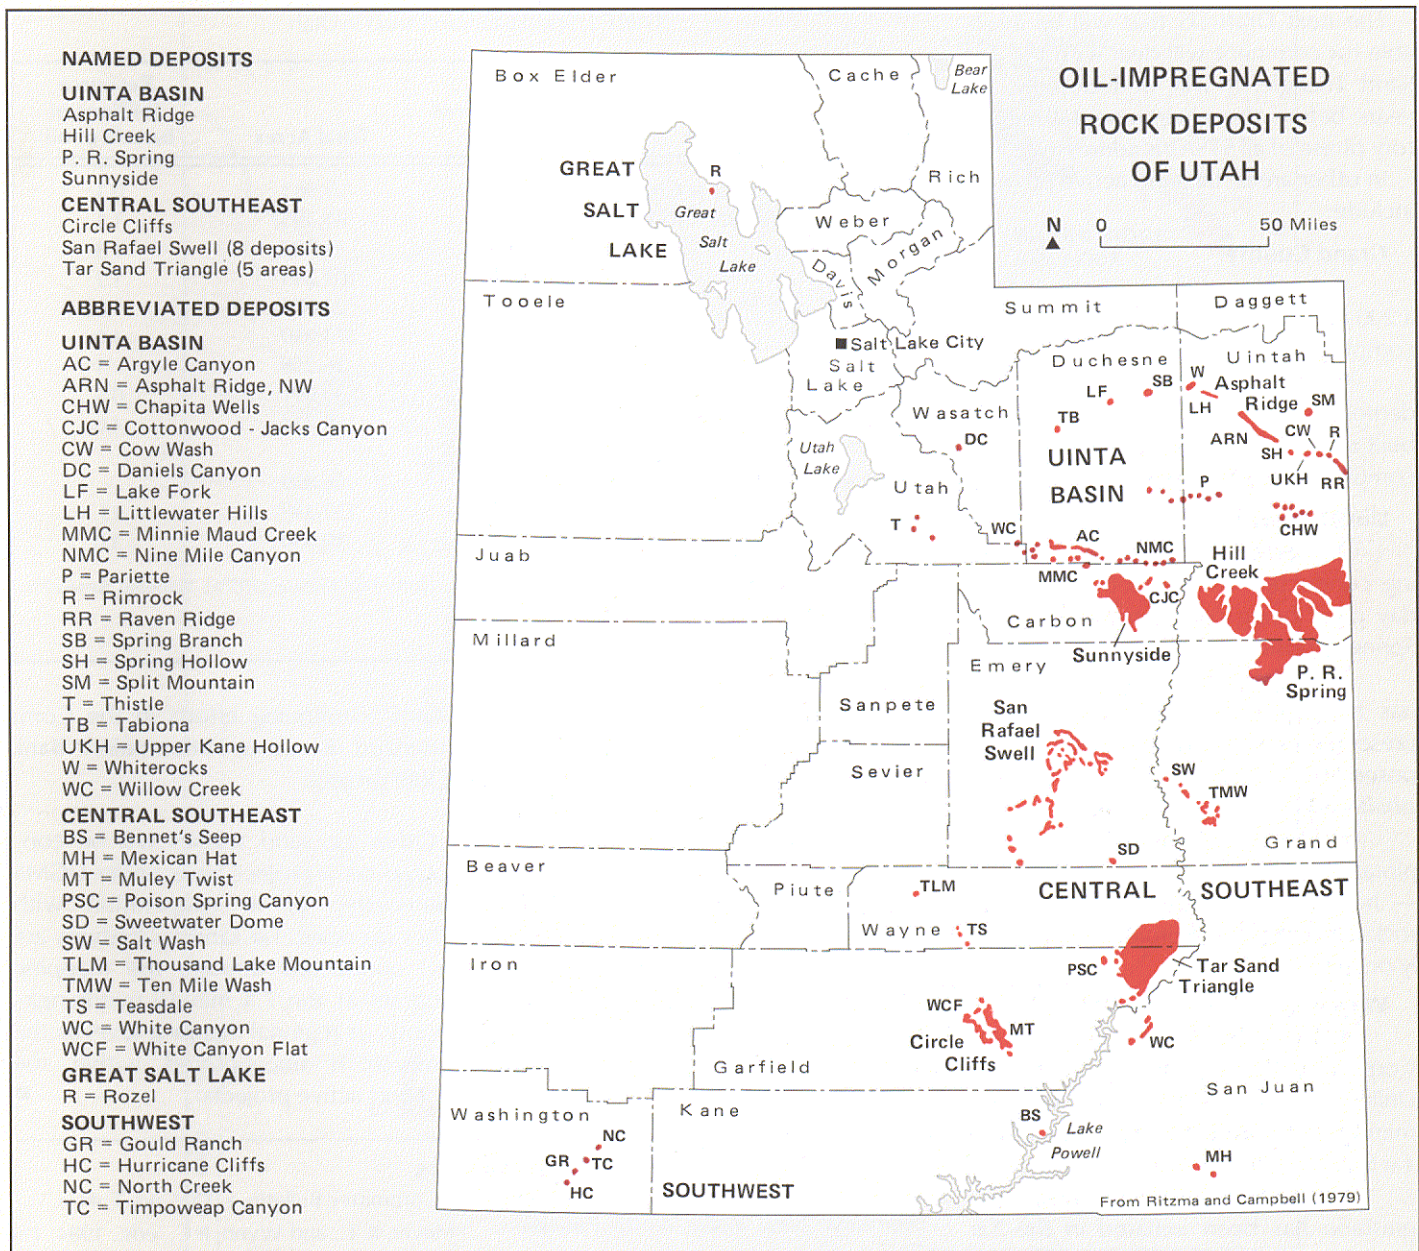 NAMED DEPOSITS
UINTA BASIN
Asphalt Ridge
Hill Creek
P. R. Spring
Sunnyside
CENTRAL SOUTHEAST
Circle Cliffs
San Rafael Swell (8 deposits)
Tar Sand Triangle (5 areas)
ABBREVIATED DEPOSITS
UINTA BASIN
AC = Argyle Canyon
ARN = Asphalt Ridge, NW
CHW = Chapita Wells
CJC = Cottonwood - Jacks Canyon
CW = Cow Wash
DC = Daniels Canyon
LF = Lake Fork
LH = Littlewater Hills
MMC = Minnie Maud Creek
NMC = Nine Mile Canyon
P = Pariette
R = Rimrock
RR = Raven Ridge
SB = Spring Branch
SH = Spring Hollow
SM = Split Mountain
T = Thistle
TB = Tabiona
UKH = Upper Kane Hollow
W = Whiterocks
WC = Willow Creek
CENTRAL SOUTHEAST
BS = Bennet's Seep
MH = Mexican Hat
MT = Muley Twist
PSC = Poison Spring Canyon
SD = Sweetwater Dome
SW = Salt Wash
TLM = Thousand Lake Mountain
TMW = Ten Mile Wash
TS = Teasdale
WC = White Canyon
WCF = White Canyon Flat
GREAT SALT LAKE
R = Rozel
SOUTHWEST
GR = Gould Ranch
HC = Hurricane Cliffs
NC = North Creek
TC = Timpoweap Canyon
OIL-IMPREGNATED
ROCK DEPOSITS
OF UTAH
N
0
50 Miles
Box Elder
Cache
Bear
Lake
GREAT
SALT
LAKE
R
Great
Salt
Lake
Rich
Weber
Morgan
Davis
Tooele
Summit
Daggett
Salt Lake City
Salt
Lake
Duchesne
Uintah
Wasatch
Utah
Lake
Utah
DC
LF
SB
TB
W
LH
Asphalt
Ridge
SM
ARN
CW
R
SH
UKH
RR
UINTA
BASIN
P
CHW
T
WC
AC
NMC
MMC
CJC
Hill
Creek
Juab
Carbon
Sunnyside
P. R.
Spring
Millard
Emery
Sanpete
San
Rafael
Swell
Sevier
SW
TMW
Grand
SD
Beaver
Piute
TLM
CENTRAL SOUTHEAST
Wayne
TS
Iron
PSC
Tar Sand
Triangle
WCF
MT
Circle
Cliffs
WC
Garfield
San Juan
Washington
Kane
BS
Lake
Powell
NC
GR
TC
HC
MH
SOUTHWEST
From Ritzma and Campbell (1979)